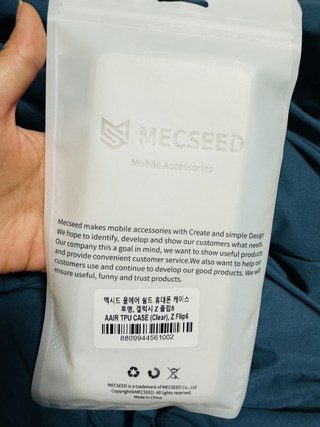 MECSEED
Mobile Accessories
Mecseed makes mobile accessories with Create and simple Design
We hope to identify, develop and show our customers what needs.
Our company this a goal in mind, we want to show useful products
and provide convenient customer service.We also want to help our
customers use and continue to develop our good products. We will
ensure useful, funny and trust products.
맥시드 올에어 쉴드 휴대폰 케이스
투명, 갤럭시 Z 플립6
AAIR TPU CASE (Clear), Z Flip6
8809944561002
MECSEED is a trademark of MECSEED Co.,Ltd
Copyright©MECSEED. All rights reserved
Made in China